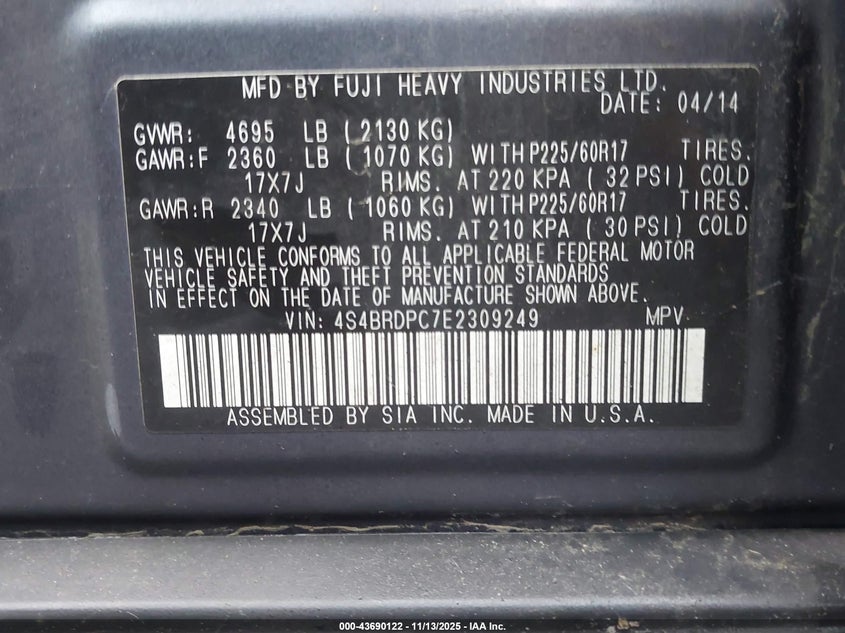 MFD BY FUJI HEAVY INDUSTRIES LTD.
DATE: 04/14
GVWR: 4695 LB ( 2130 KG)
GAWR:F 2360 LB ( 1070 KG) WITH P225/60R17 TIRES.
17X7J RIMS. AT 220 KPA ( 32 PSI) COLD
GAWR:R 2340 LB ( 1060 KG) WITH P225/60R17 TIRES.
17X7J RIMS. AT 210 KPA ( 30 PSI) COLD
THIS VEHICLE CONFORMS TO ALL APPLICABLE FEDERAL MOTOR
VEHICLE SAFETY AND THEFT PREVENTION STANDARDS
IN EFFECT ON THE DATE OF MANUFACTURE SHOWN ABOVE.
VIN: 4S4BRDPC7E2309249 MPV
ASSEMBLED BY SIA INC. MADE IN U.S.A.
000-43690122 - 11/13/2025 - IAA Inc.